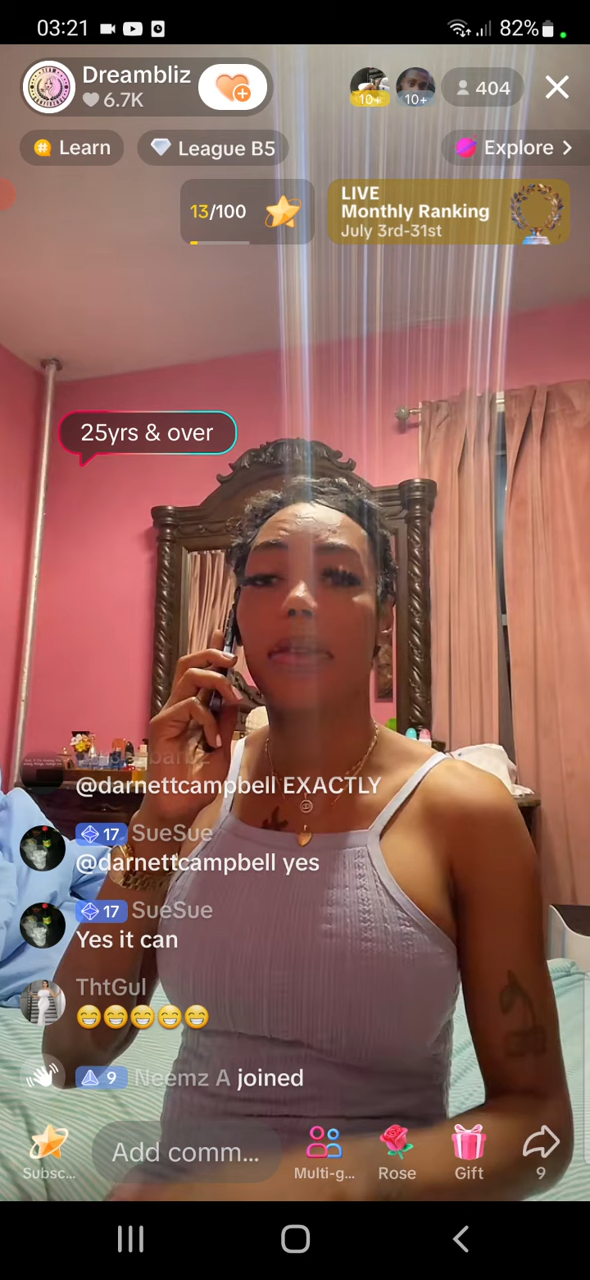 03:21
82%
Dreambliz
6.7K
10+
10+
404
Learn
League B5
Explore
13/100
LIVE
Monthly Ranking
July 3rd-31st
25yrs & over
@darnettcampbell EXACTLY
17 SueSue
@darnettcampbell yes
17 SueSue
Yes it can
ThtGul
9 Neemz A joined
Subsc...
Add comm...
Multi-g...
Rose
Gift
9